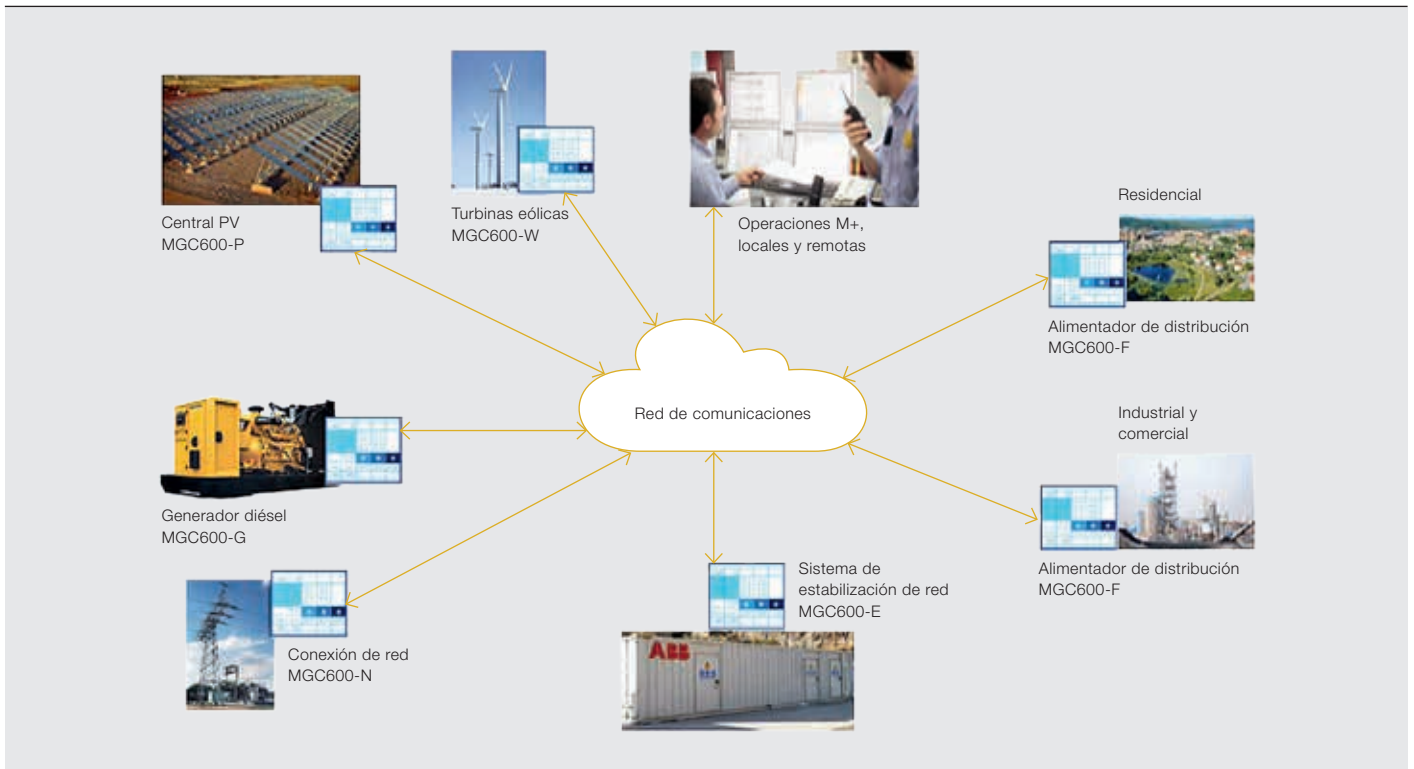 Central PV
MGC600-P
Turbinas eólicas
MGC600-W
Operaciones M+,
locales y remotas
Residencial
Alimentador de distribución
MGC600-F
Red de comunicaciones
Generador diésel
MGC600-G
Industrial y
comercial
Alimentador de distribución
MGC600-F
Conexión de red
MGC600-N
Sistema de
estabilización de red
MGC600-E
ABB